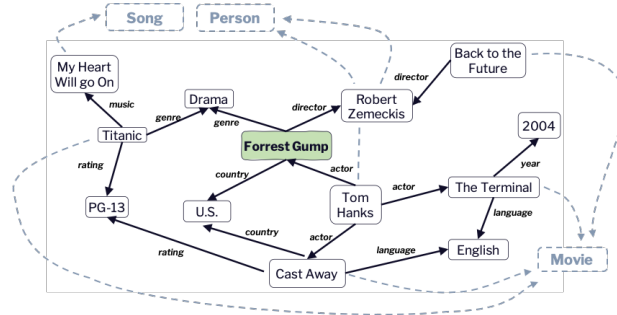 Song
Person
My Heart
Will go On
Back to the
Future
director
Drama
music
genre
genre
director
Robert
Zemeckis
2004
Titanic
Forrest Gump
year
rating
country
actor
actor
The Terminal
PG-13
U.S.
Tom
Hanks
language
country
actor
rating
language
English
Cast Away
Movie